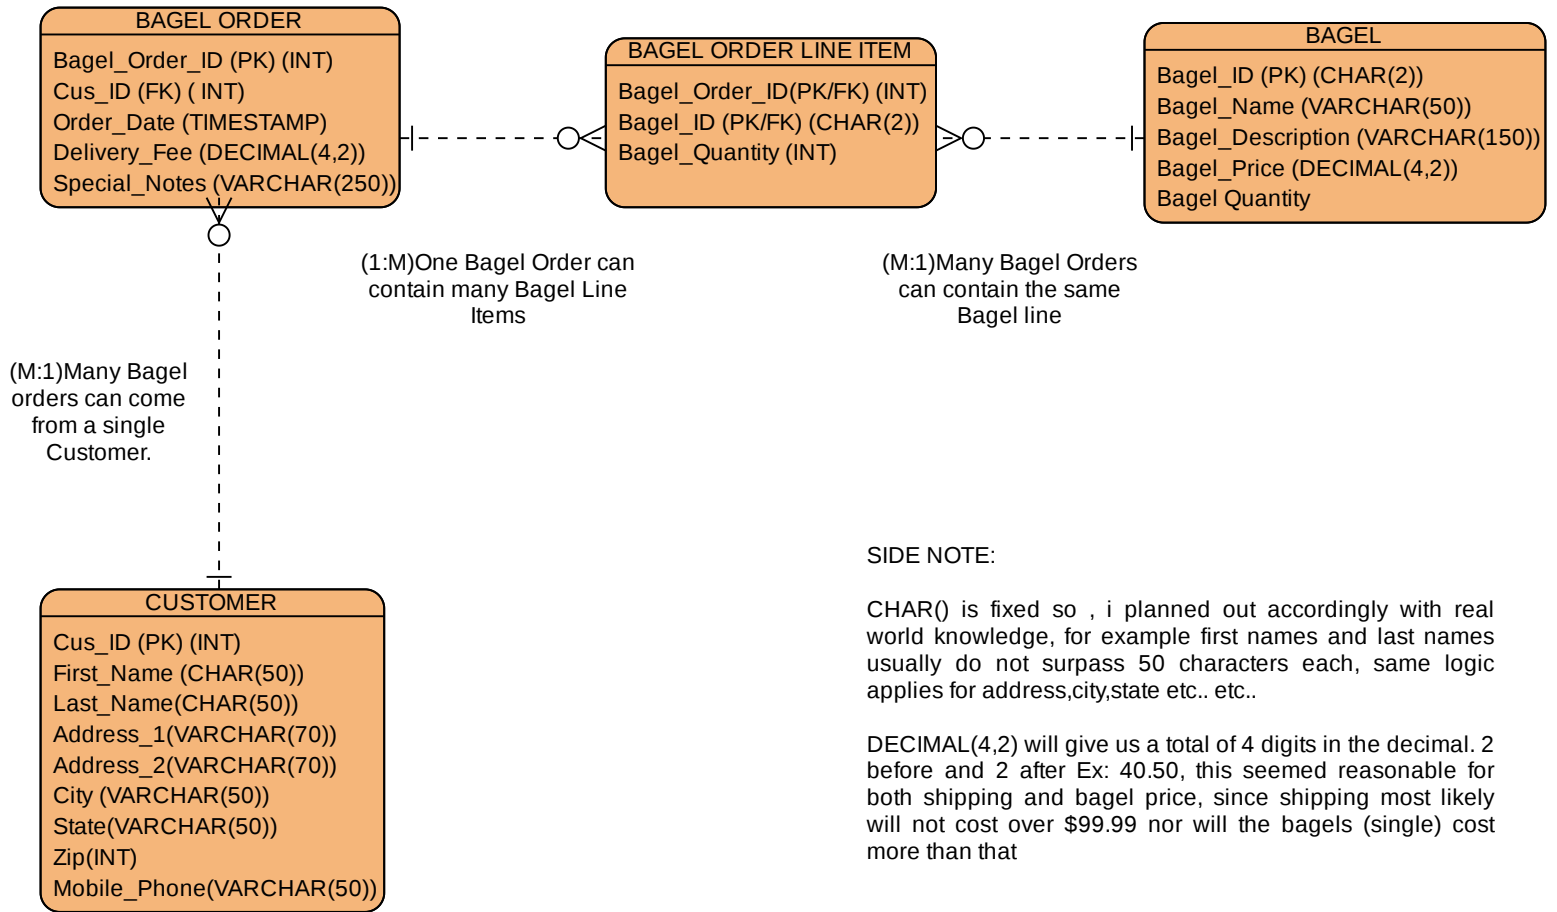 BAGEL ORDER
Bagel_Order_ID (PK) (INT)
Cus_ID (FK) ( INT)
Order_Date (TIMESTAMP)
Delivery_Fee (DECIMAL(4,2))
Special_Notes (VARCHAR(250))
BAGEL ORDER LINE ITEM
Bagel_Order_ID(PK/FK) (INT)
Bagel_ID (PK/FK) (CHAR(2))
Bagel_Quantity (INT)
BAGEL
Bagel_ID (PK) (CHAR(2))
Bagel_Name (VARCHAR(50))
Bagel_Description (VARCHAR(150))
Bagel_Price (DECIMAL(4,2))
Bagel Quantity
(1:M)One Bagel Order can
contain many Bagel Line
Items
(M:1)Many Bagel Orders
can contain the same
Bagel line
(M:1)Many Bagel
orders can come
from a single
Customer.
CUSTOMER
Cus_ID (PK) (INT)
First_Name (CHAR(50))
Last_Name(CHAR(50))
Address_1(VARCHAR(70))
Address_2(VARCHAR(70))
City (VARCHAR(50))
State(VARCHAR(50))
Zip(INT)
Mobile_Phone(VARCHAR(50))
SIDE NOTE:
CHAR() is fixed so , i planned out accordingly with real
world knowledge, for example first names and last names
usually do not surpass 50 characters each, same logic
applies for address,city,state etc.. etc..
DECIMAL(4,2) will give us a total of 4 digits in the decimal. 2
before and 2 after Ex: 40.50, this seemed reasonable for
both shipping and bagel price, since shipping most likely
will not cost over $99.99 nor will the bagels (single) cost
more than that